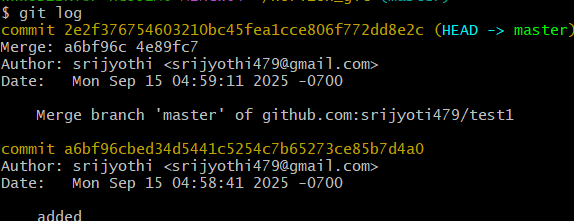 $ git log
commit 2e2f376754603210bc45fea1cce806f772dd8e2c (HEAD -> master)
Merge: a6bf96c 4e89fc7
Author: srijyothi <srijyothi479@gmail.com>
Date:   Mon Sep 15 04:59:11 2025 -0700
Merge branch 'master' of github.com:srijyoti479/test1
commit a6bf96cbed34d5441c5254c7b65273ce85b7d4a0
Author: srijyothi <srijyothi479@gmail.com>
Date:   Mon Sep 15 04:58:41 2025 -0700
added